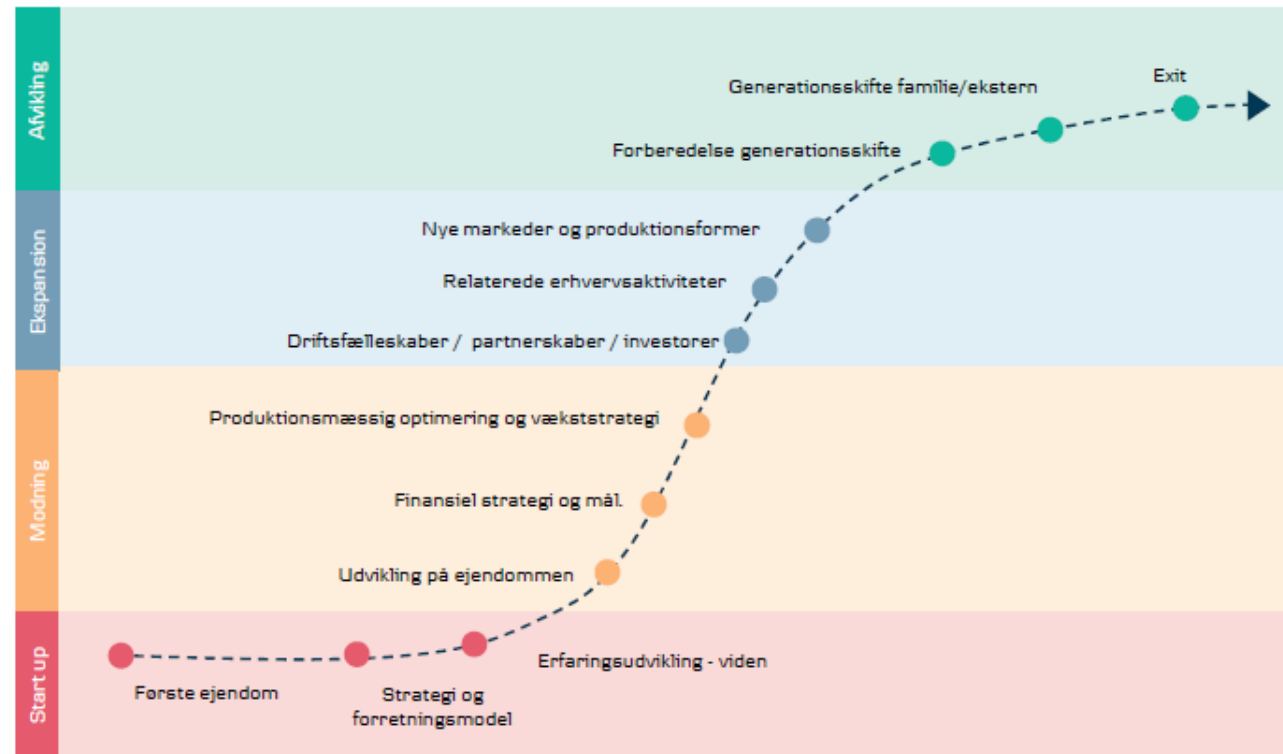 Afvikling
Generationsskifte familie/ekstern
Exit
Forberedelse generationsskifte
Ekspansion
Nye markeder og produktionsformer
Relaterede erhvervsaktiviteter
Driftsfælleskaber / partnerskaber / investorer
Modning
Produktionsmæssig optimering og vækststrategi
Finansiel strategi og mål.
Udvikling på ejendommen
Start up
Første ejendom
Strategi og
forretningsmodel
Erfaringsudvikling - viden